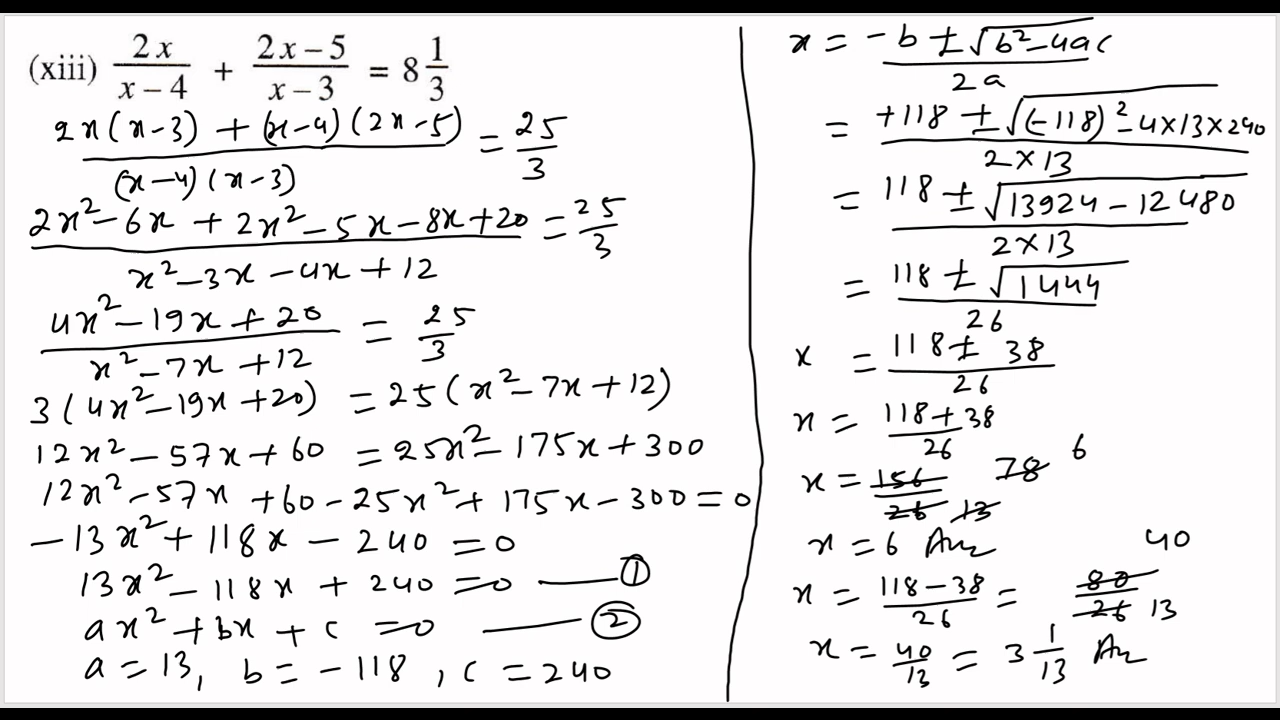 (xiii) 2x/(x – 4) + (2x – 5)/(x – 3) = 8 1/3
(2x(x-3) + (x-4)(2x-5))/((x-4)(x-3)) = 25/3
(2x² - 6x + 2x² - 5x - 8x + 20)/(x² - 3x - 4x + 12) = 25/3
(4x² - 19x + 20)/(x² - 7x + 12) = 25/3
3(4x² - 19x + 20) = 25(x² - 7x + 12)
12x² - 57x + 60 = 25x² - 175x + 300
12x² - 57x + 60 - 25x² + 175x - 300 = 0
- 13x² + 118x - 240 = 0
13x² - 118x + 240 = 0 — ①
ax² + bx + c = 0 — ②
a = 13, b = - 118, c = 240
x = (-b ± √(b² - 4ac))/(2a)
= (+118 ± √((-118)² - 4×13×240))/(2×13)
= (118 ± √(13924 - 12480))/(2×13)
= (118 ± √1444)/26
x = (118 ± 38)/26
x = (118 + 38)/26
x = 156/26 78/13 6
x = 6 Ans
x = (118 - 38)/26 = 80/26 40/13
x = 40/13 = 3 1/13 An